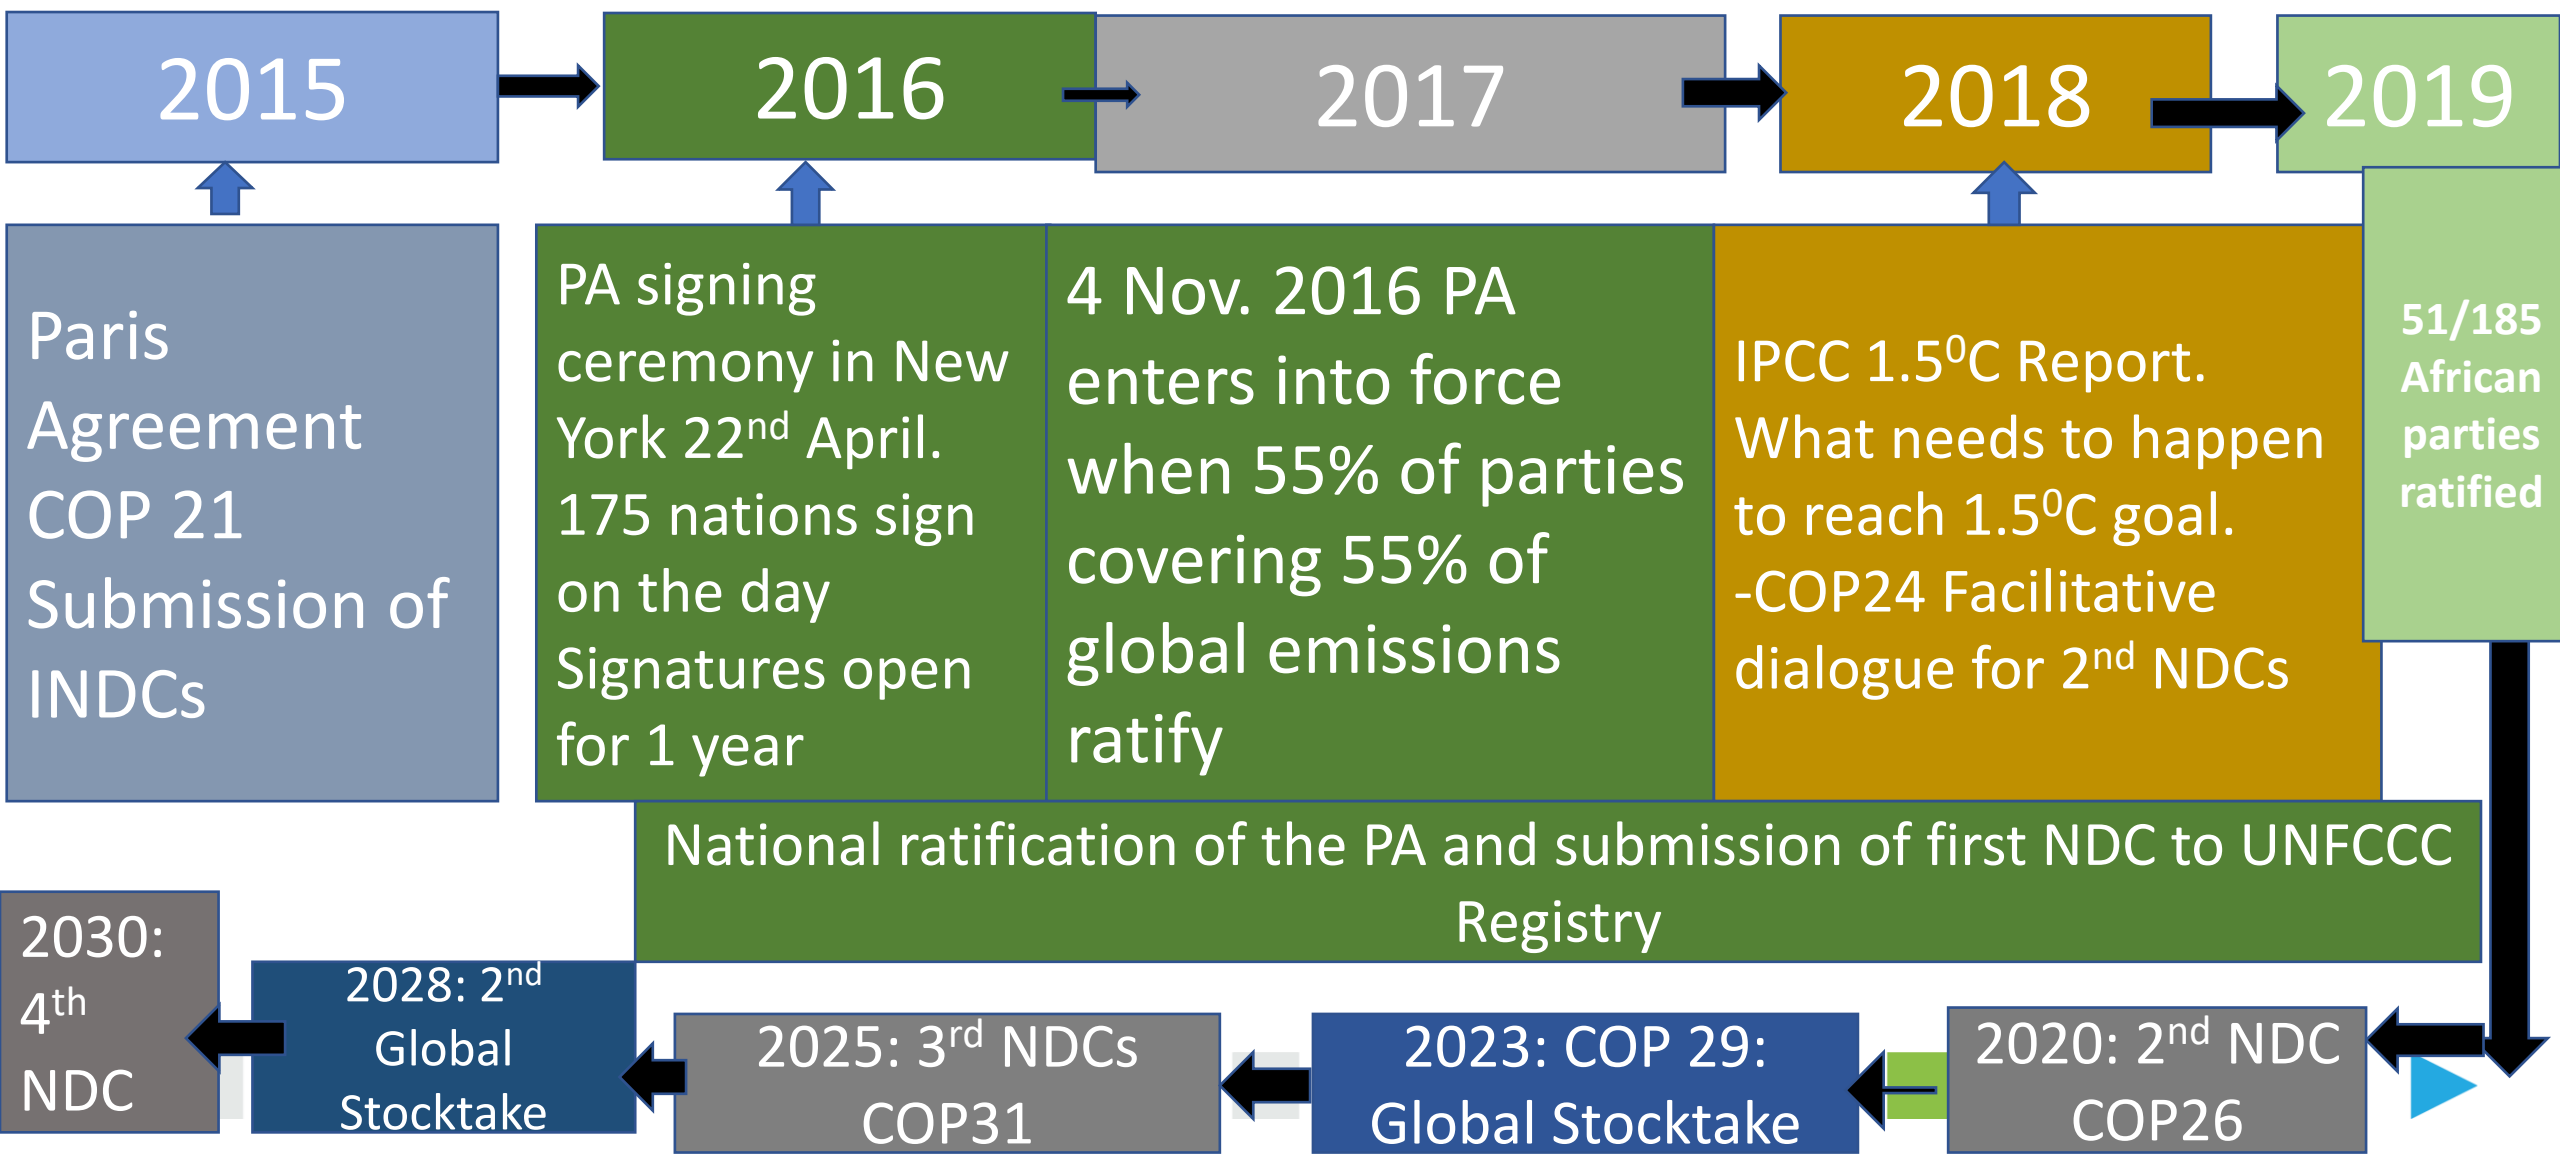 2015
2016
2017
2018
2019
Paris
Agreement
COP 21
Submission of
INDCs
PA signing
ceremony in New
York 22nd April.
175 nations sign
on the day
Signatures open
for 1 year
4 Nov. 2016 PA
enters into force
when 55% of parties
covering 55% of
global emissions
ratify
IPCC 1.5⁰C Report.
What needs to happen
to reach 1.5⁰C goal.
-COP24 Facilitative
dialogue for 2nd NDCs
51/185
African
parties
ratified
National ratification of the PA and submission of first NDC to UNFCCC
Registry
2020: 2nd NDC
COP26
2023: COP 29:
Global Stocktake
2025: 3rd NDCs
COP31
2028: 2nd
Global
Stocktake
2030:
4th
NDC